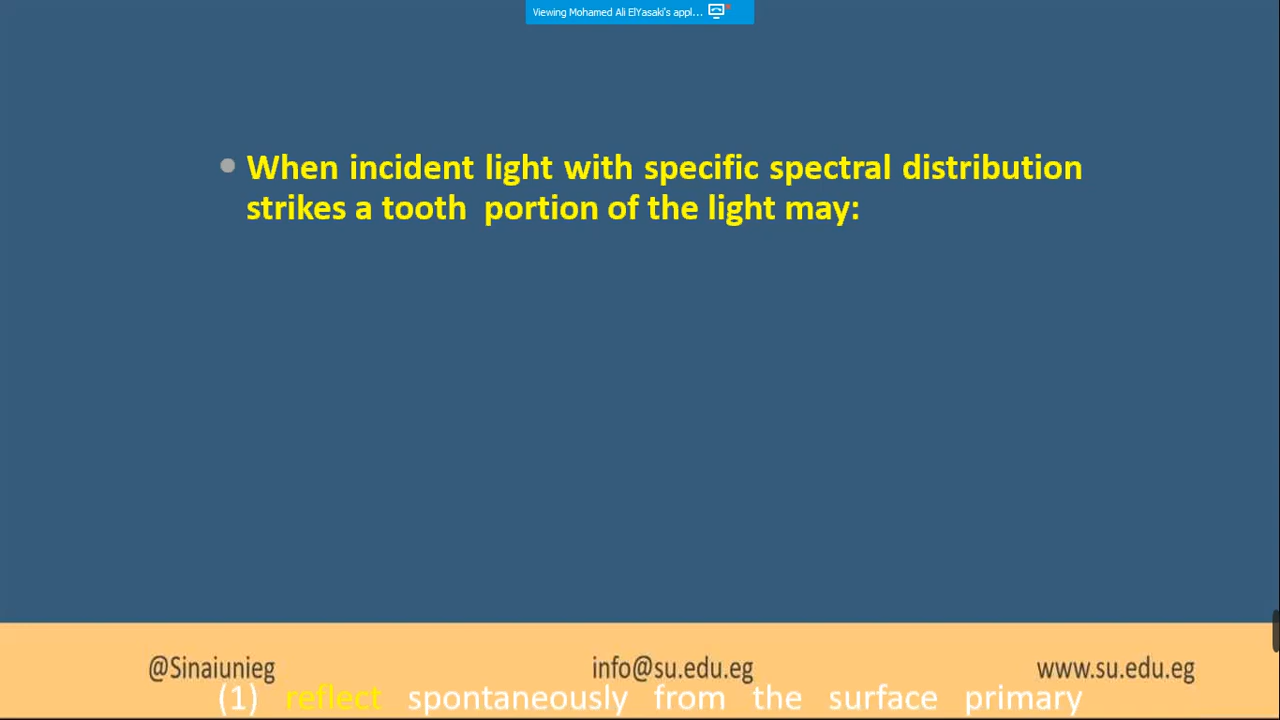 Viewing Mohamed Ali ElYasaki's appl...
When incident light with specific spectral distribution
strikes a tooth portion of the light may:
@Sinaiunieg info@su.edu.eg www.su.edu.eg
(1) reflect spontaneously from the surface primary